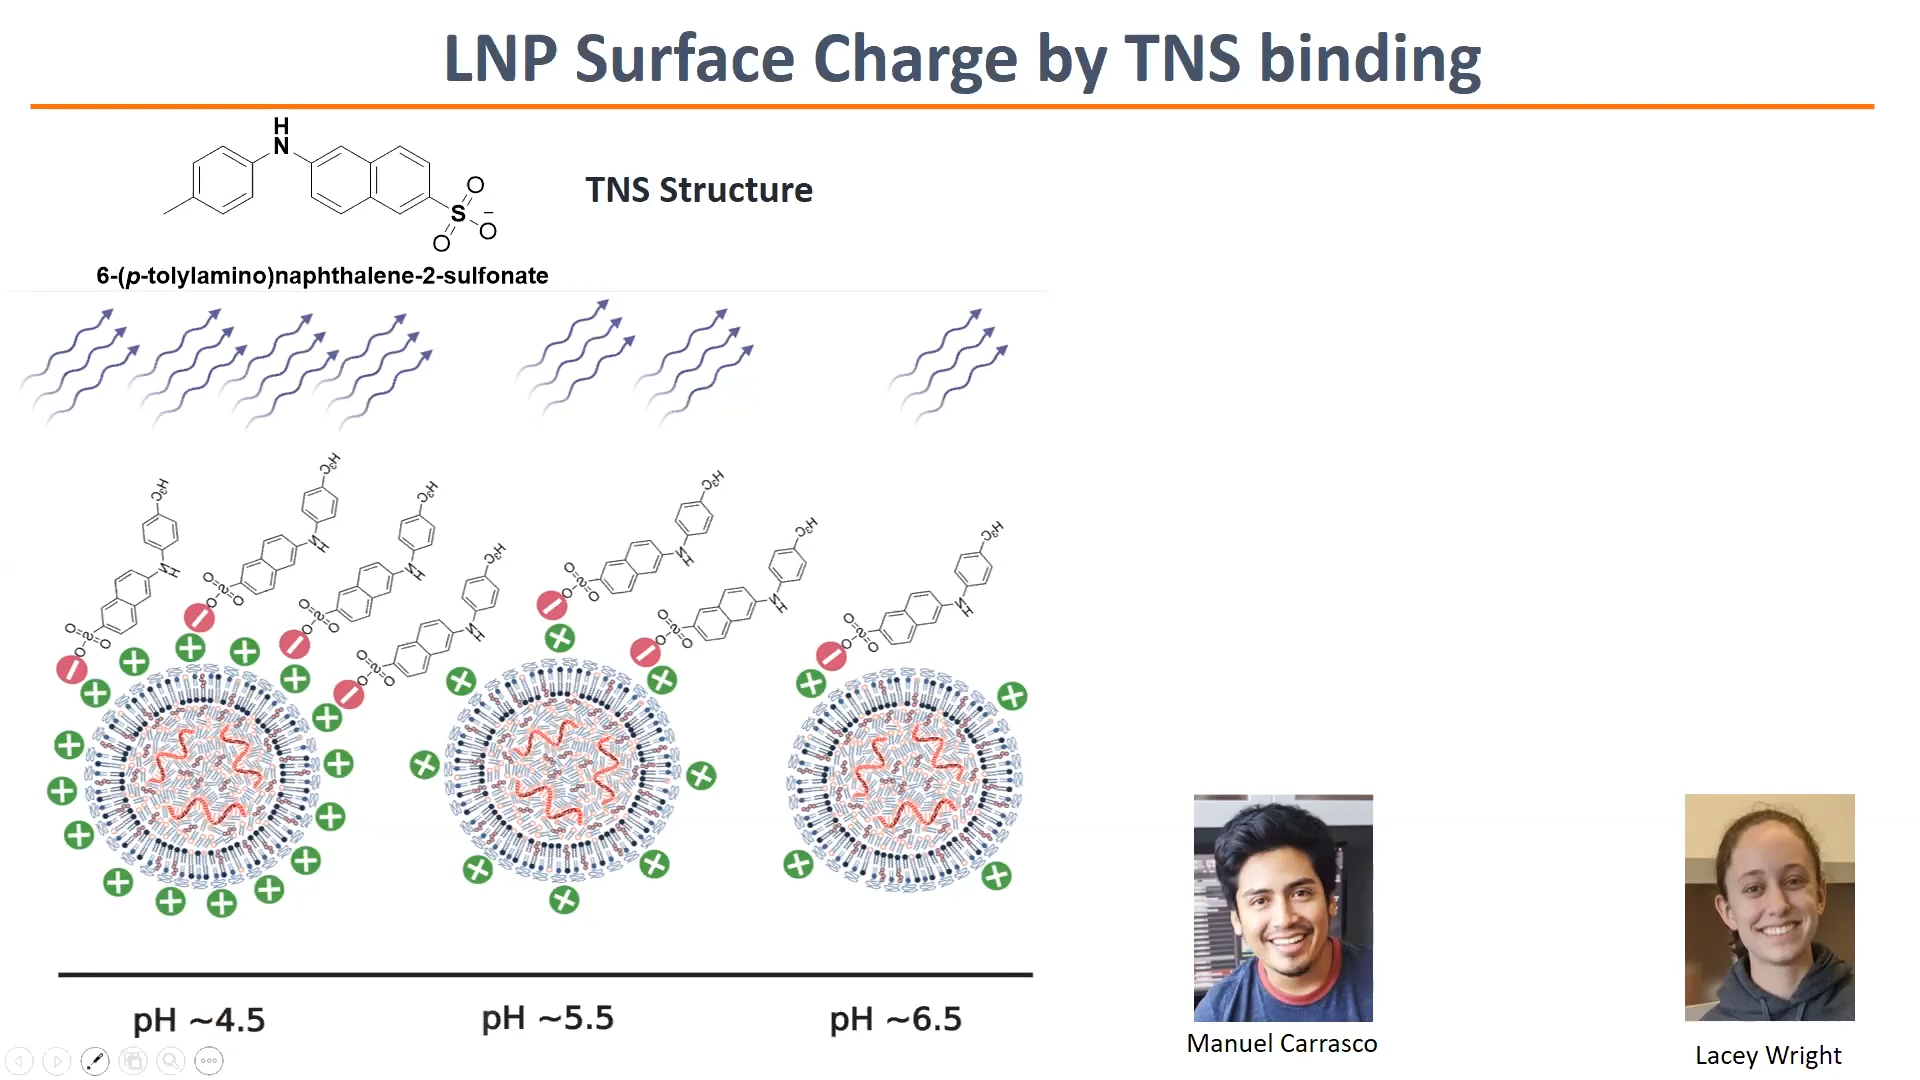 LNP Surface Charge by TNS binding
H
N
O
S
O
O
−
TNS Structure
6-(p-tolylamino)naphthalene-2-sulfonate
pH ~4.5
pH ~5.5
pH ~6.5
Manuel Carrasco
Lacey Wright